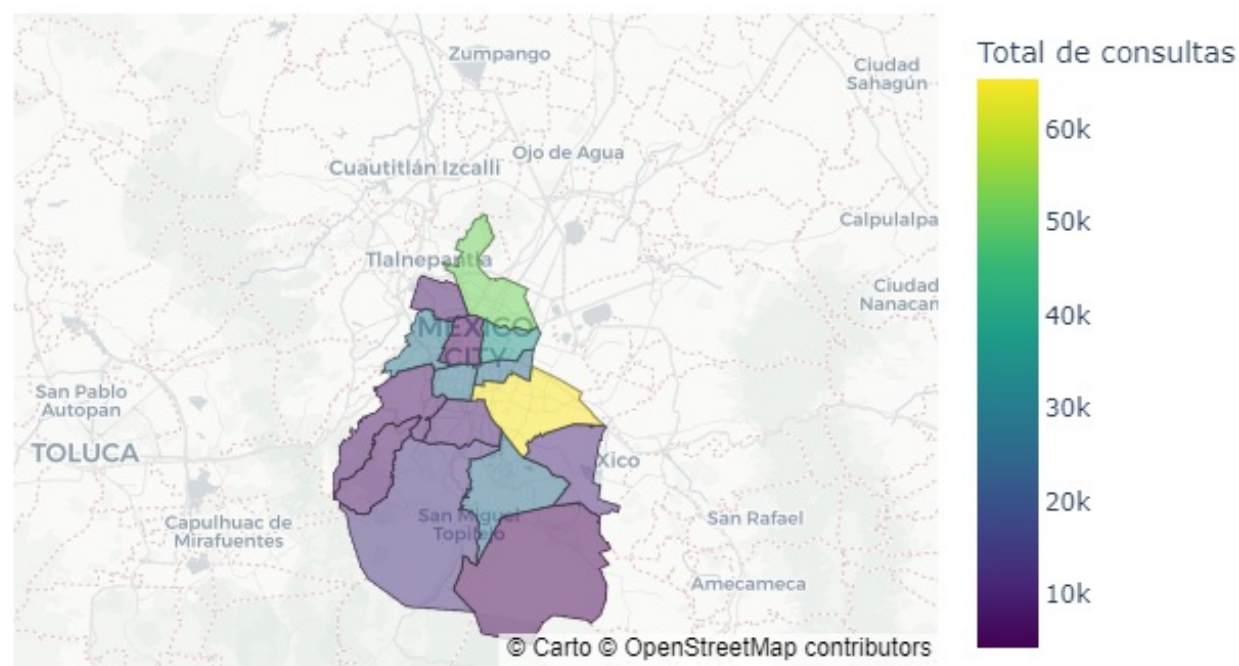 Total de consultas
60k
50k
40k
30k
20k
10k
Zumpango
Ciudad
Sahagún
Cuautitlán Izcalli
Ojo de Agua
Calpulalpa
Tlalnepantla
Ciudad
Nanacan
MEXICO
CITY
San Pablo
Autopan
TOLUCA
Xico
San Miguel
Topilejo
Capulhuac de
Mirafuentes
San Rafael
Amecameca
© Carto © OpenStreetMap contributors